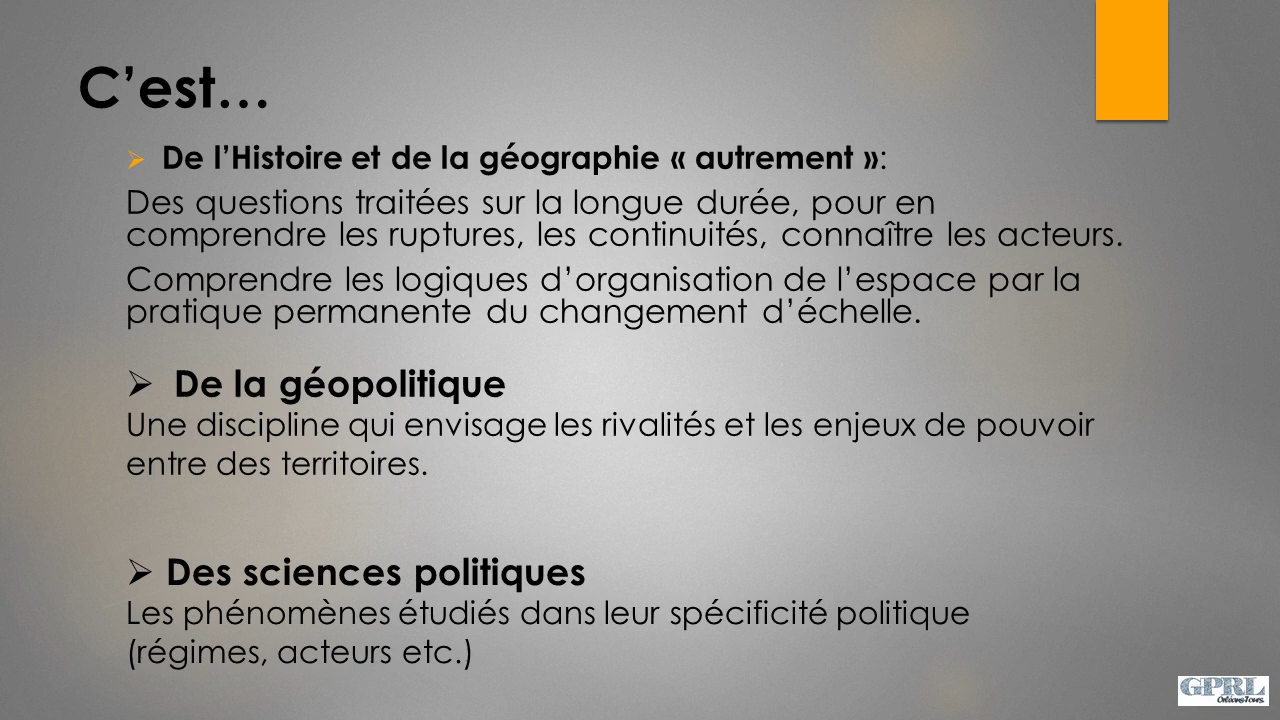 C’est…
➢ De l’Histoire et de la géographie « autrement »:
Des questions traitées sur la longue durée, pour en
comprendre les ruptures, les continuités, connaître les acteurs.
Comprendre les logiques d’organisation de l’espace par la
pratique permanente du changement d’échelle.
➢ De la géopolitique
Une discipline qui envisage les rivalités et les enjeux de pouvoir
entre des territoires.
➢ Des sciences politiques
Les phénomènes étudiés dans leur spécificité politique
(régimes, acteurs etc.)
GPRL
OrléansTours